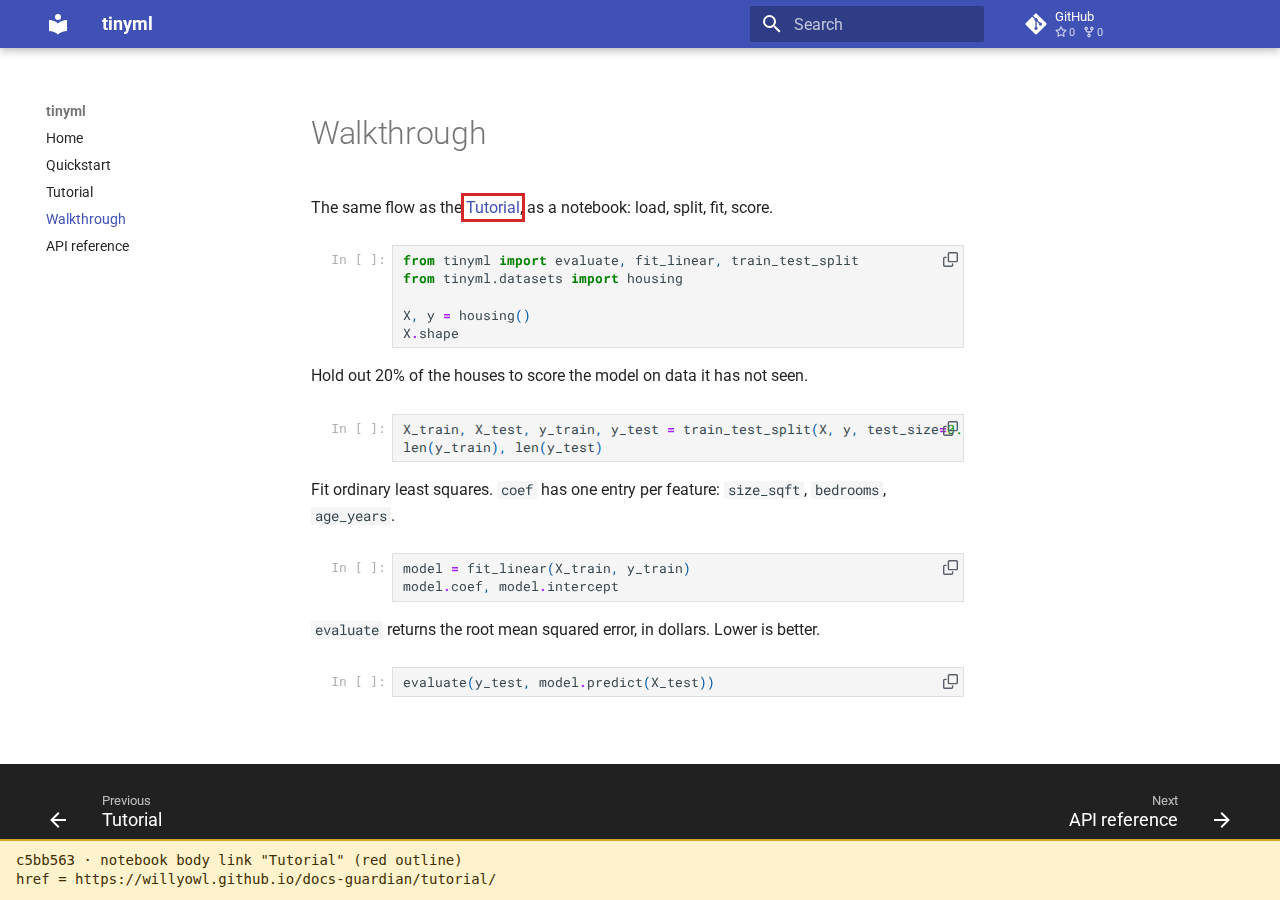 tinyml
Search
GitHub
0 0
tinyml
Home
Quickstart
Tutorial
Walkthrough
API reference
Walkthrough
The same flow as the Tutorial, as a notebook: load, split, fit, score.
In [ ]:
from tinyml import evaluate, fit_linear, train_test_split
from tinyml.datasets import housing
X, y = housing()
X.shape
Hold out 20% of the houses to score the model on data it has not seen.
In [ ]:
X_train, X_test, y_train, y_test = train_test_split(X, y, test_size=0.
len(y_train), len(y_test)
Fit ordinary least squares. coef has one entry per feature: size_sqft, bedrooms,
age_years.
In [ ]:
model = fit_linear(X_train, y_train)
model.coef, model.intercept
evaluate returns the root mean squared error, in dollars. Lower is better.
In [ ]:
evaluate(y_test, model.predict(X_test))
Previous
Tutorial
Next
API reference
c5bb563 · notebook body link "Tutorial" (red outline)
href = https://willyowl.github.io/docs-guardian/tutorial/